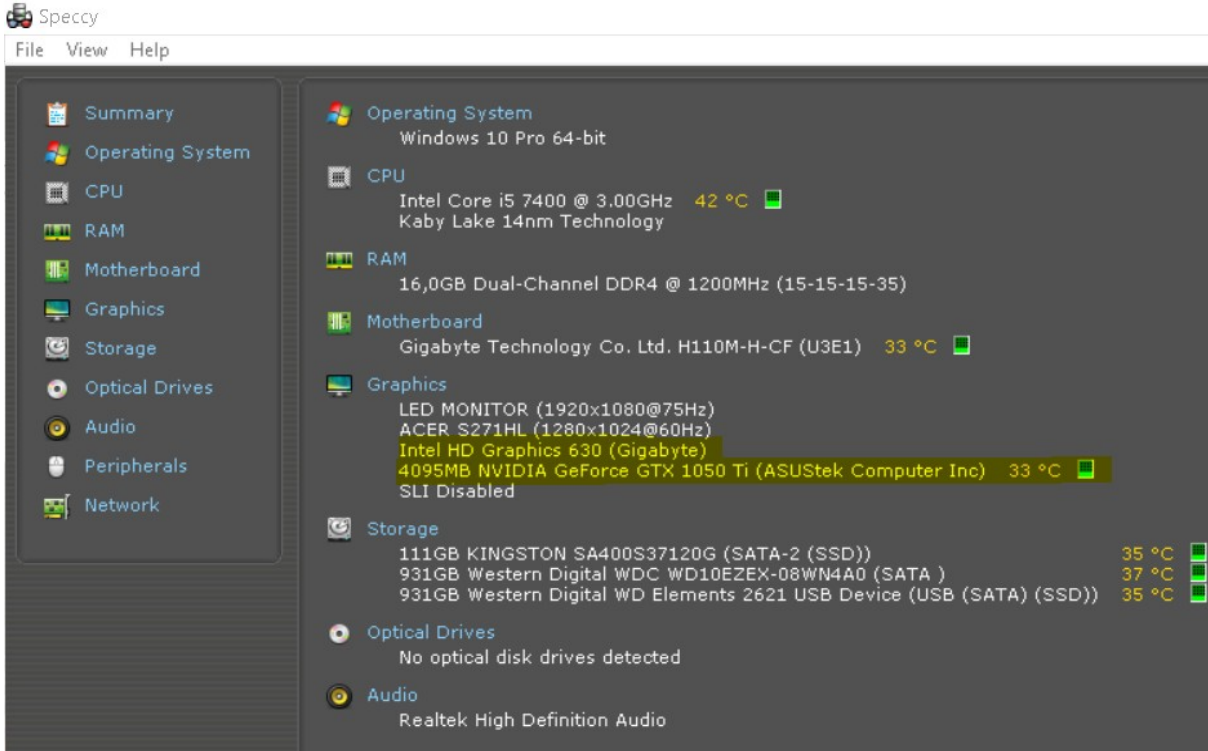 Speccy
File View Help
Summary
Operating System
CPU
RAM
Motherboard
Graphics
Storage
Optical Drives
Audio
Peripherals
Network
Operating System
Windows 10 Pro 64-bit
CPU
Intel Core i5 7400 @ 3.00GHz 42 °C
Kaby Lake 14nm Technology
RAM
16,0GB Dual-Channel DDR4 @ 1200MHz (15-15-15-35)
Motherboard
Gigabyte Technology Co. Ltd. H110M-H-CF (U3E1) 33 °C
Graphics
LED MONITOR (1920x1080@75Hz)
ACER S271HL (1280x1024@60Hz)
Intel HD Graphics 630 (Gigabyte)
4095MB NVIDIA GeForce GTX 1050 Ti (ASUStek Computer Inc) 33 °C
SLI Disabled
Storage
111GB KINGSTON SA400S37120G (SATA-2 (SSD)) 35 °C
931GB Western Digital WDC WD10EZEX-08WN4A0 (SATA ) 37 °C
931GB Western Digital WD Elements 2621 USB Device (USB (SATA) (SSD)) 35 °C
Optical Drives
No optical disk drives detected
Audio
Realtek High Definition Audio